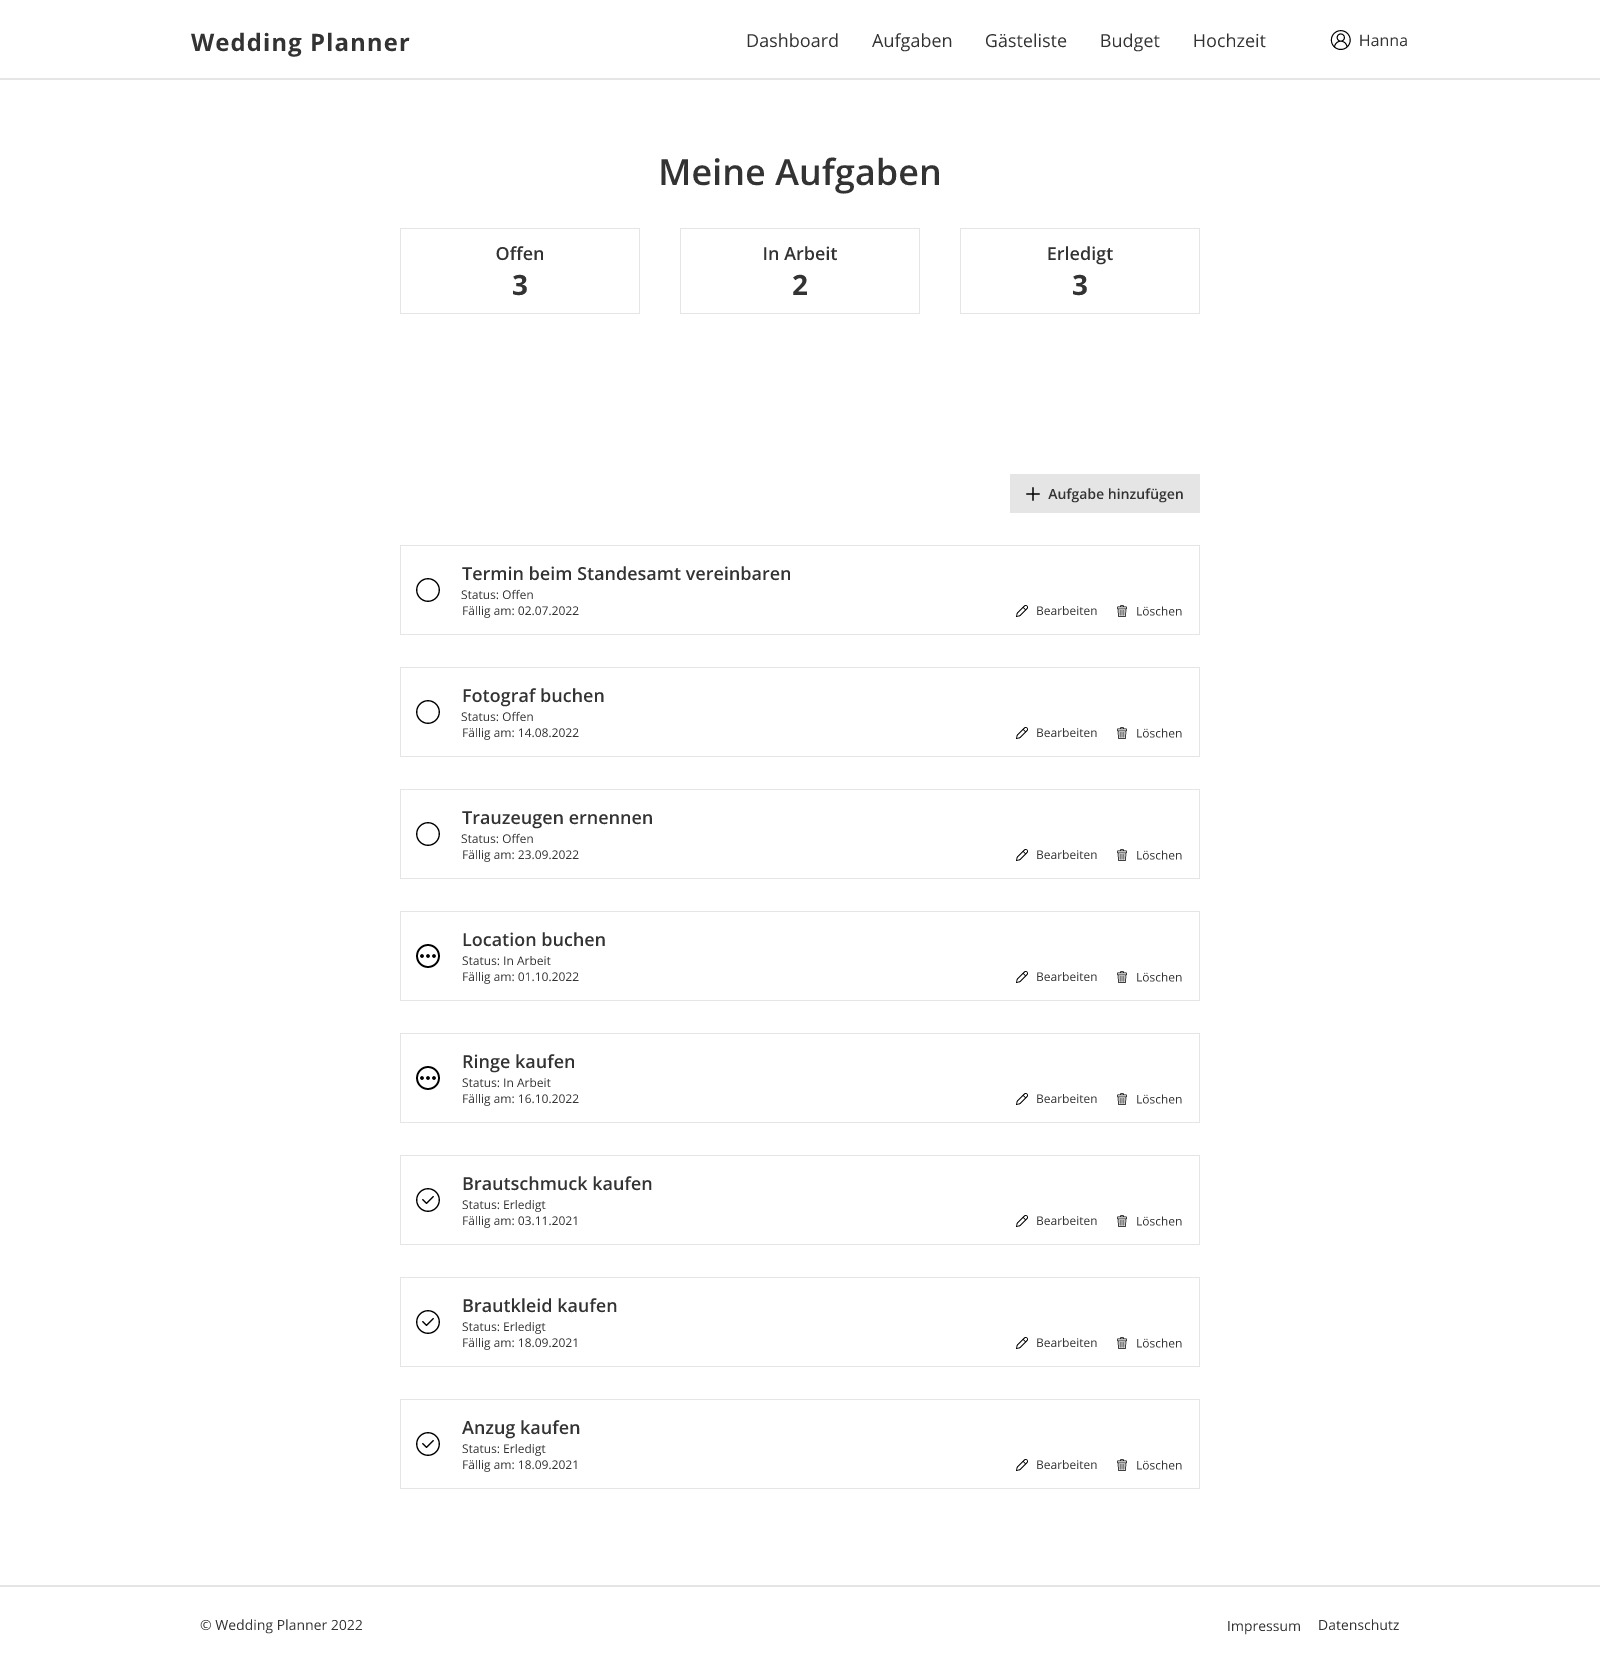 Wedding Planner
Dashboard Aufgaben Gästeliste Budget Hochzeit Hanna
Meine Aufgaben
Offen In Arbeit Erledigt
3 2 3
Aufgabe hinzufügen
Termin beim Standesamt vereinbaren
Status: Offen
Fällig am: 02.07.2022 Bearbeiten Löschen
Fotograf buchen
Status: Offen
Fällig am: 14.08.2022 Bearbeiten Löschen
Trauzeugen ernennen
Status: Offen
Fällig am: 23.09.2022 Bearbeiten Löschen
Location buchen
Status: In Arbeit
Fällig am: 01.10.2022 Bearbeiten Löschen
Ringe kaufen
Status: In Arbeit
Fällig am: 16.10.2022 Bearbeiten Löschen
Brautschmuck kaufen
Status: Erledigt
Fällig am: 03.11.2021 Bearbeiten Löschen
Brautkleid kaufen
Status: Erledigt
Fällig am: 18.09.2021 Bearbeiten Löschen
Anzug kaufen
Status: Erledigt
Fällig am: 18.09.2021 Bearbeiten Löschen
© Wedding Planner 2022 Impressum Datenschutz